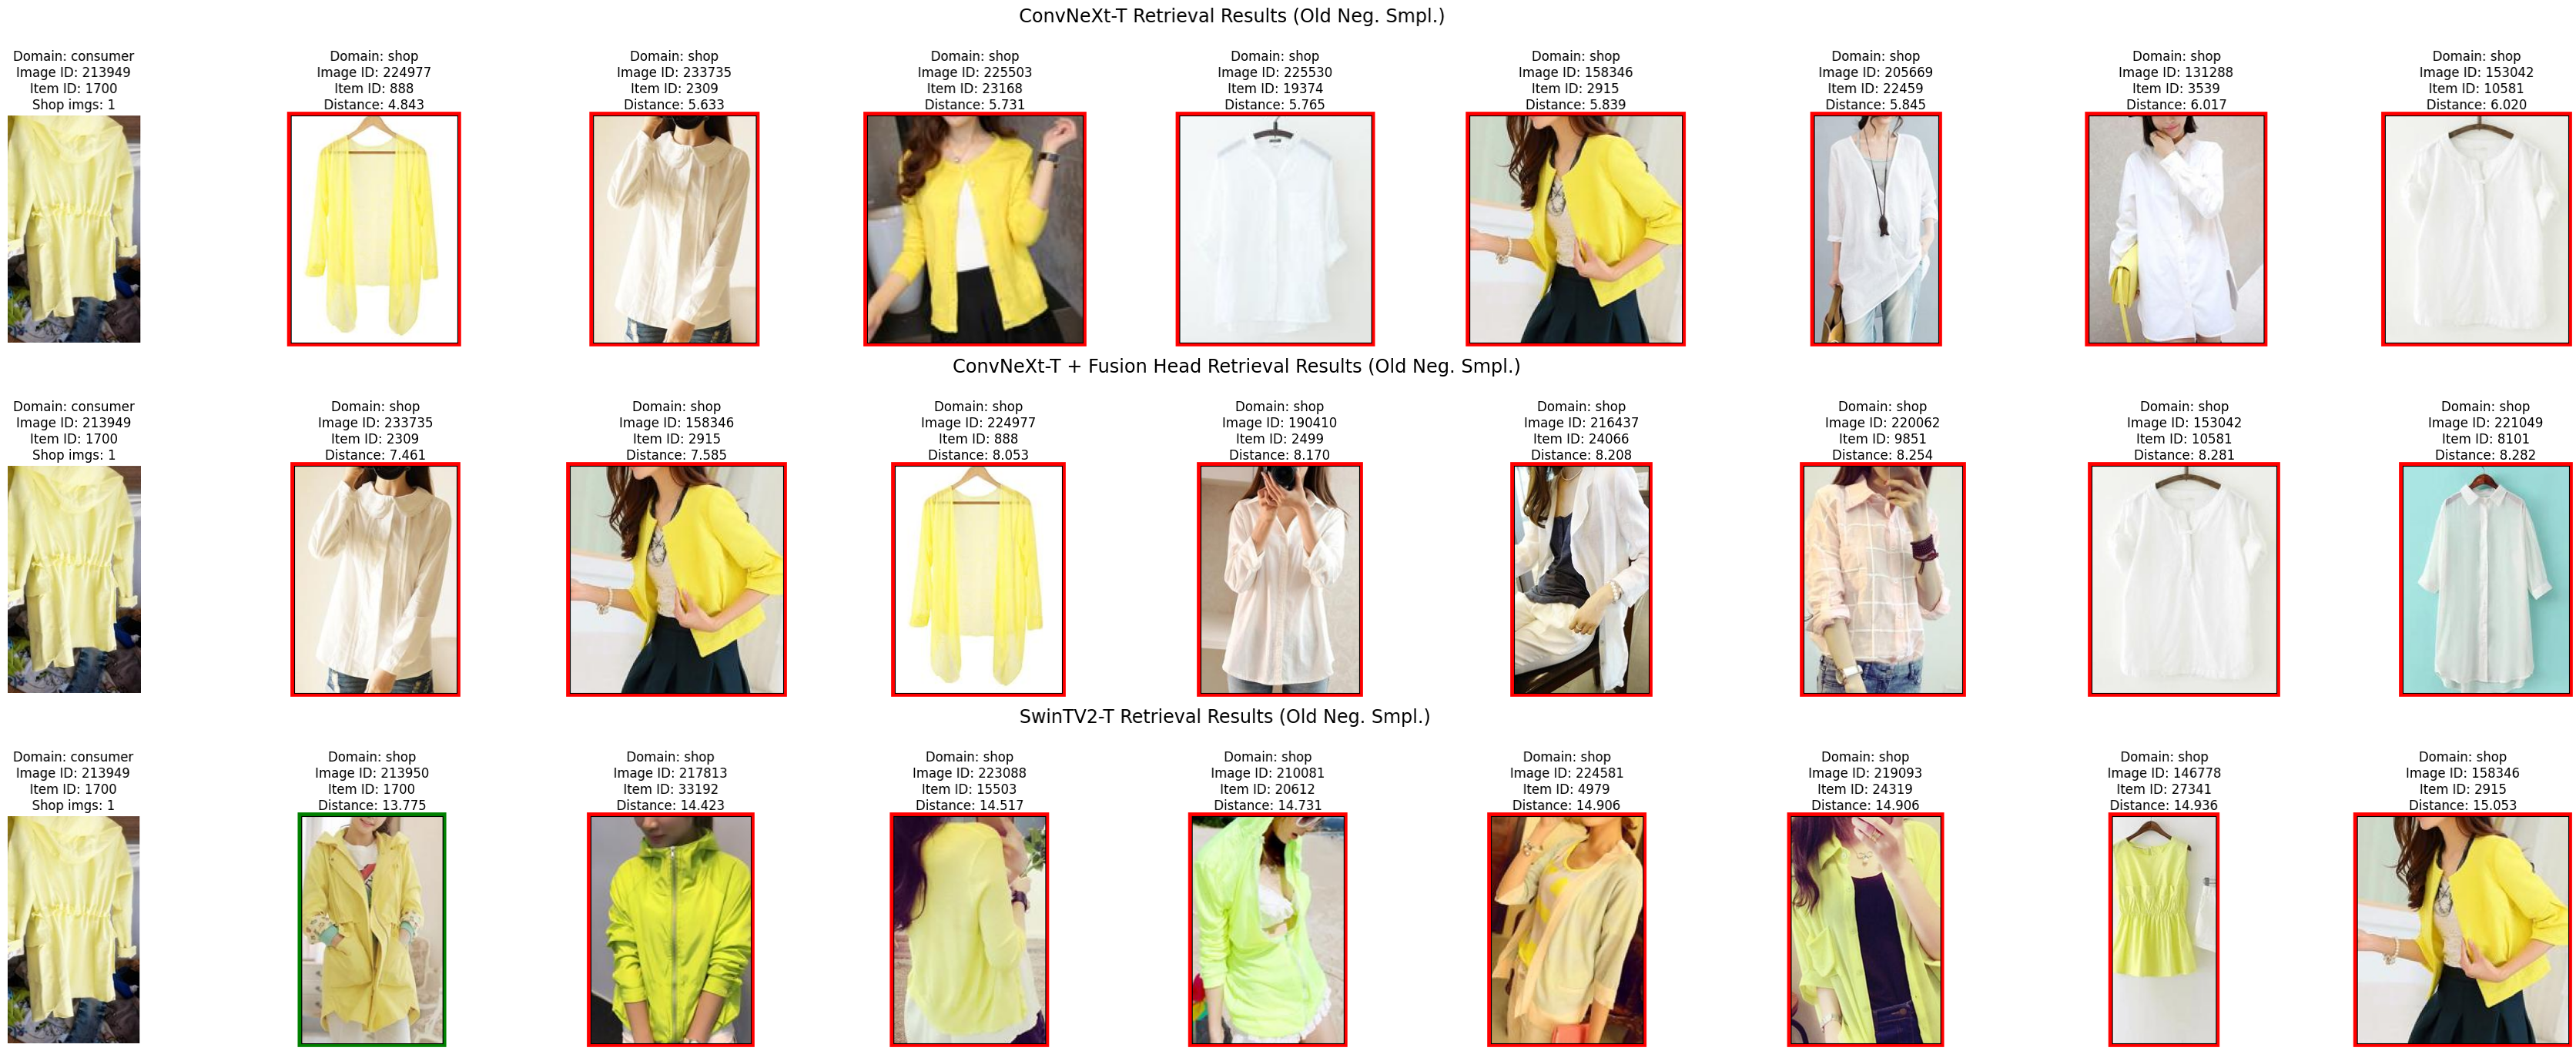 ConvNeXt-T Retrieval Results (Old Neg. Smpl.)
Domain: consumer
Image ID: 213949
Item ID: 1700
Shop imgs: 1
Domain: shop
Image ID: 224977
Item ID: 888
Distance: 4.843
Domain: shop
Image ID: 233735
Item ID: 2309
Distance: 5.633
Domain: shop
Image ID: 225503
Item ID: 23168
Distance: 5.731
Domain: shop
Image ID: 225530
Item ID: 19374
Distance: 5.765
Domain: shop
Image ID: 158346
Item ID: 2915
Distance: 5.839
Domain: shop
Image ID: 205669
Item ID: 22459
Distance: 5.845
Domain: shop
Image ID: 131288
Item ID: 3539
Distance: 6.017
Domain: shop
Image ID: 153042
Item ID: 10581
Distance: 6.020
ConvNeXt-T + Fusion Head Retrieval Results (Old Neg. Smpl.)
Domain: consumer
Image ID: 213949
Item ID: 1700
Shop imgs: 1
Domain: shop
Image ID: 233735
Item ID: 2309
Distance: 7.461
Domain: shop
Image ID: 158346
Item ID: 2915
Distance: 7.585
Domain: shop
Image ID: 224977
Item ID: 888
Distance: 8.053
Domain: shop
Image ID: 190410
Item ID: 2499
Distance: 8.170
Domain: shop
Image ID: 216437
Item ID: 24066
Distance: 8.208
Domain: shop
Image ID: 220062
Item ID: 9851
Distance: 8.254
Domain: shop
Image ID: 153042
Item ID: 10581
Distance: 8.281
Domain: shop
Image ID: 221049
Item ID: 8101
Distance: 8.282
SwinTV2-T Retrieval Results (Old Neg. Smpl.)
Domain: consumer
Image ID: 213949
Item ID: 1700
Shop imgs: 1
Domain: shop
Image ID: 213950
Item ID: 1700
Distance: 13.775
Domain: shop
Image ID: 217813
Item ID: 33192
Distance: 14.423
Domain: shop
Image ID: 223088
Item ID: 15503
Distance: 14.517
Domain: shop
Image ID: 210081
Item ID: 20612
Distance: 14.731
Domain: shop
Image ID: 224581
Item ID: 4979
Distance: 14.906
Domain: shop
Image ID: 219093
Item ID: 24319
Distance: 14.906
Domain: shop
Image ID: 146778
Item ID: 27341
Distance: 14.936
Domain: shop
Image ID: 158346
Item ID: 2915
Distance: 15.053